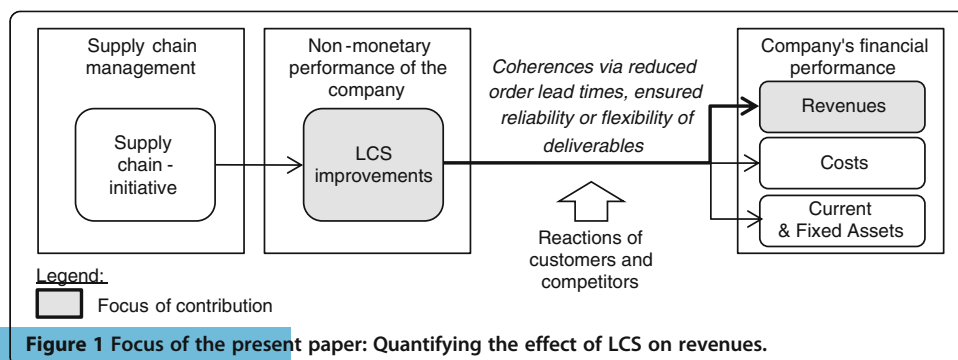 Supply chain
management
Supply
chain -
initiative
Non-monetary
performance of the
company
LCS
improvements
Coherences via reduced
order lead times, ensured
reliability or flexibility of
deliverables
Reactions of
customers and
competitors
Company's financial
performance
Revenues
Costs
Current
& Fixed Assets
Legend:
Focus of contribution
Figure 1 Focus of the present paper: Quantifying the effect of LCS on revenues.